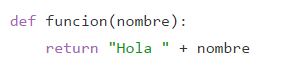 def funcion(nombre):
    return "Hola " + nombre